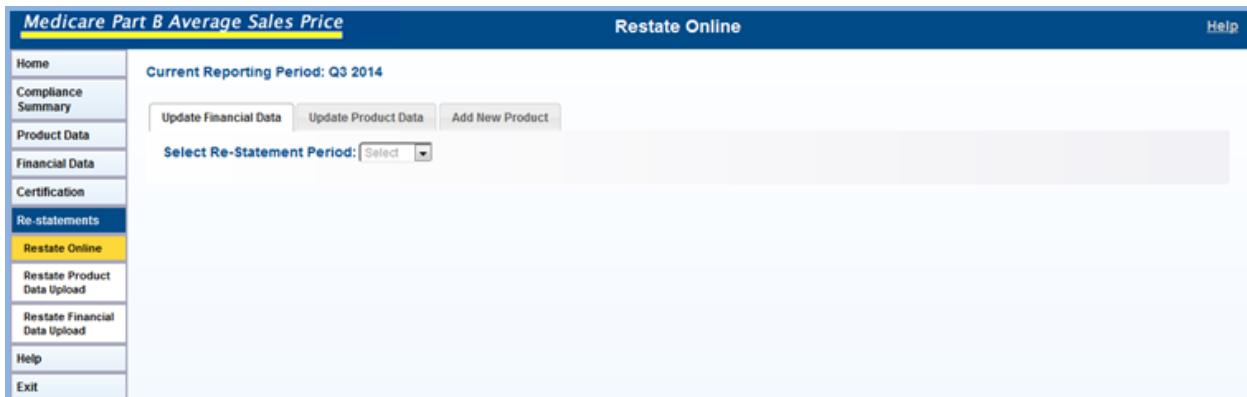 Medicare Part B Average Sales Price
Restate Online
Help
Home
Compliance
Summary
Product Data
Financial Data
Certification
Re-statements
Restate Online
Restate Product
Data Upload
Restate Financial
Data Upload
Help
Exit
Current Reporting Period: Q3 2014
Update Financial Data
Update Product Data
Add New Product
Select Re-Statement Period: Select